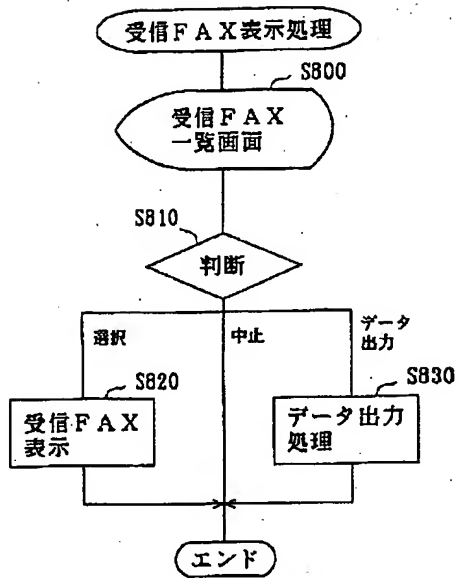 受信ＦＡＸ表示処理
S800
受信ＦＡＸ
一覧画面
S810
判断
選択
中止
データ
出力
S820
受信ＦＡＸ
表示
S830
データ出力
処理
エンド